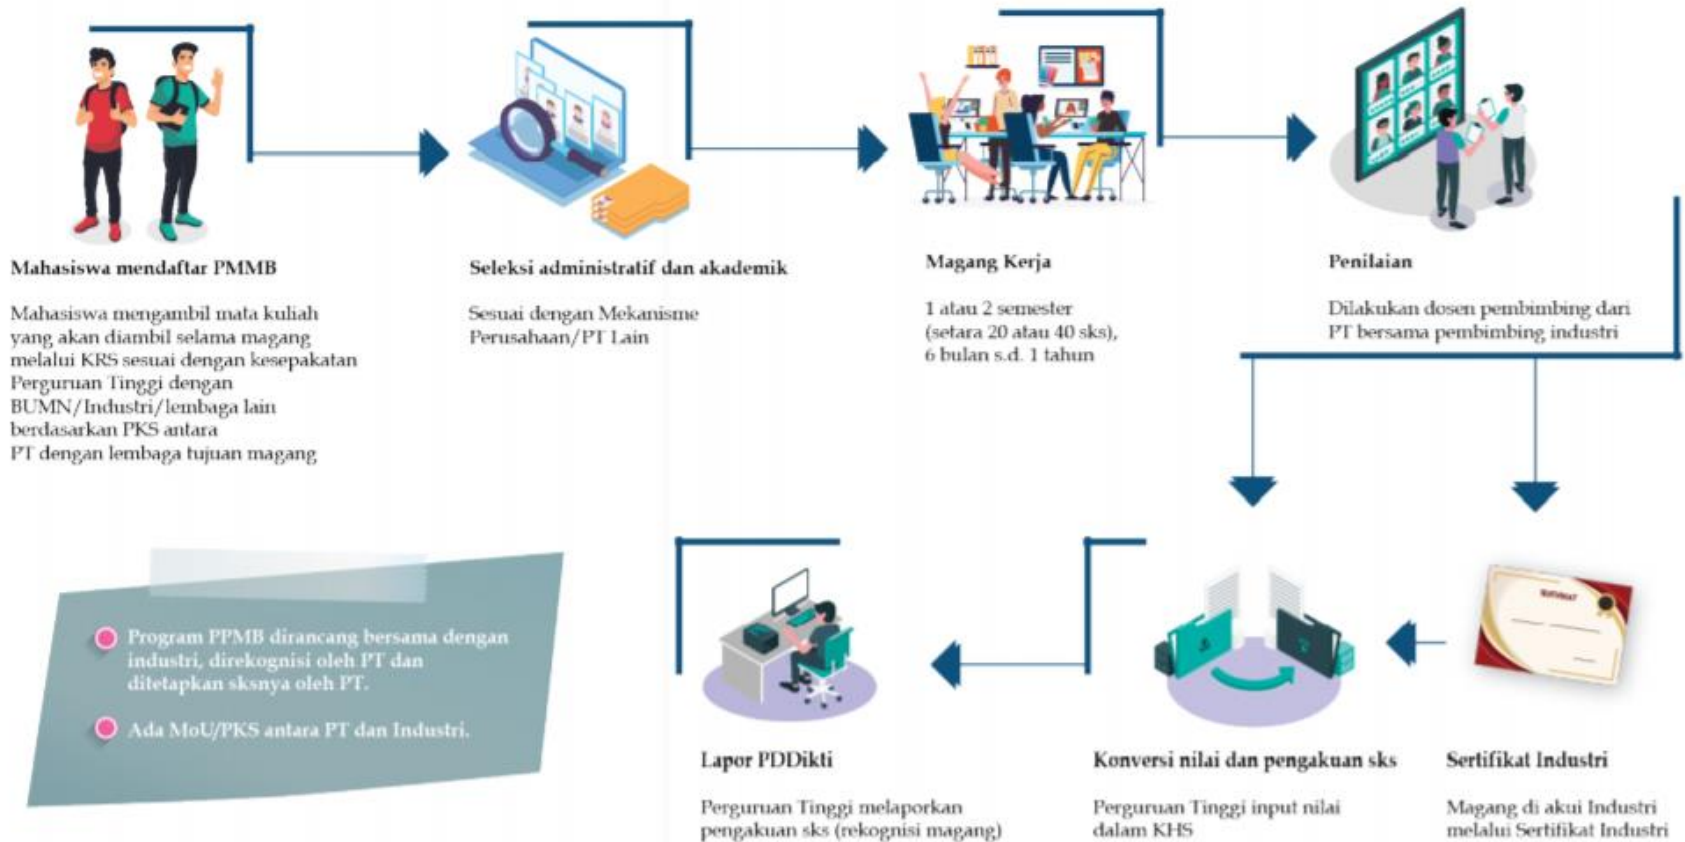 Mahasiswa mendaftar PMMB
Mahasiswa mengambil mata kuliah
yang akan diambil selama magang
melalui KRS sesuai dengan kesepakatan
Perguruan Tinggi dengan
BUMN/Industri/lembaga lain
berdasarkan PKS antara
PT dengan lembaga tujuan magang
Seleksi administratif dan akademik
Sesuai dengan Mekanisme
Perusahaan/PT Lain
Magang Kerja
1 atau 2 semester
(setara 20 atau 40 sks),
6 bulan s.d. 1 tahun
Penilaian
Dilakukan dosen pembimbing dari
PT bersama pembimbing industri
Program PPMB dirancang bersama dengan
industri, direkognisi oleh PT dan
ditetapkan sksnya oleh PT.
Ada MoU/PKS antara PT dan Industri.
Lapor PDDikti
Perguruan Tinggi melaporkan
pengakuan sks (rekognisi magang)
Konversi nilai dan pengakuan sks
Perguruan Tinggi input nilai
dalam KHS
Sertifikat Industri
Magang di akui Industri
melalui Sertifikat Industri